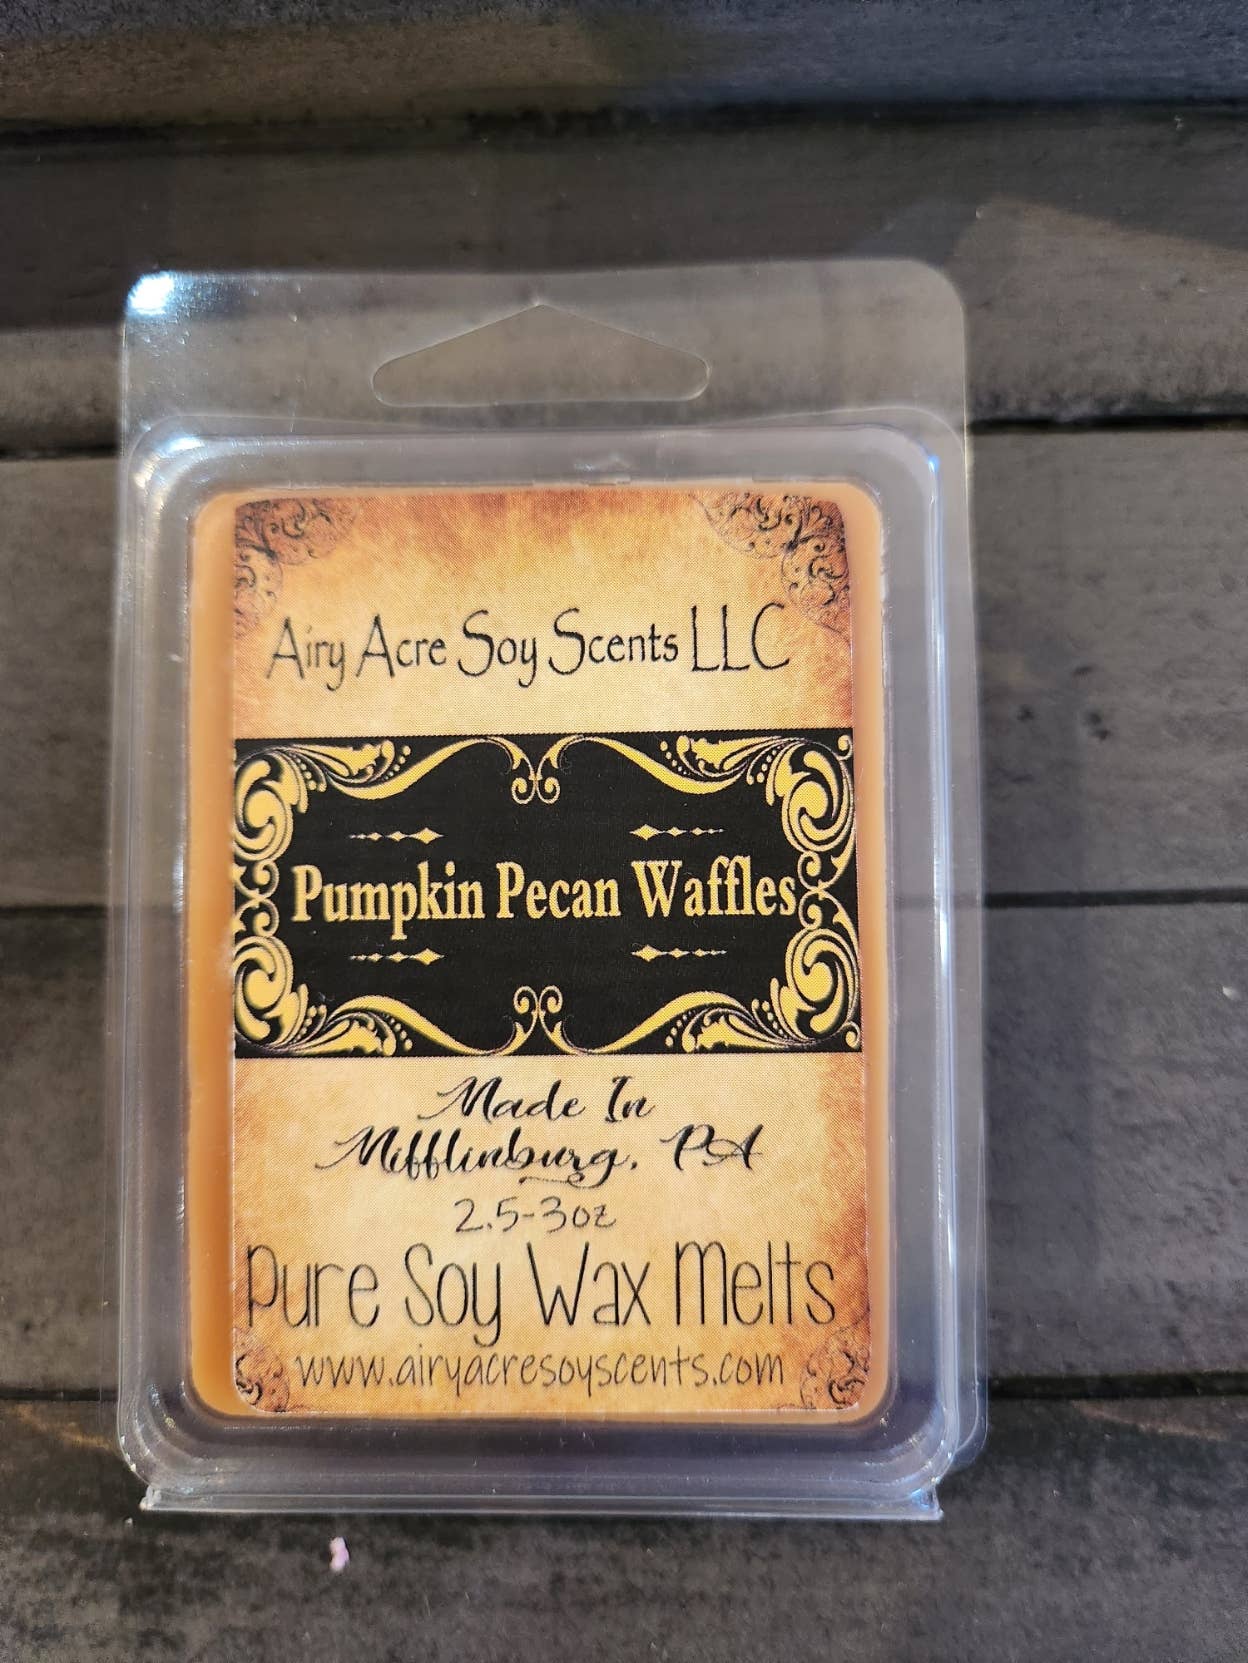 Airy Acre Soy Scents LLC
Pumpkin Pecan Waffles
Made In
Mifflinburg, PA
2.5-3oz
Pure Soy Wax Melts
www.airyacresoyscents.com